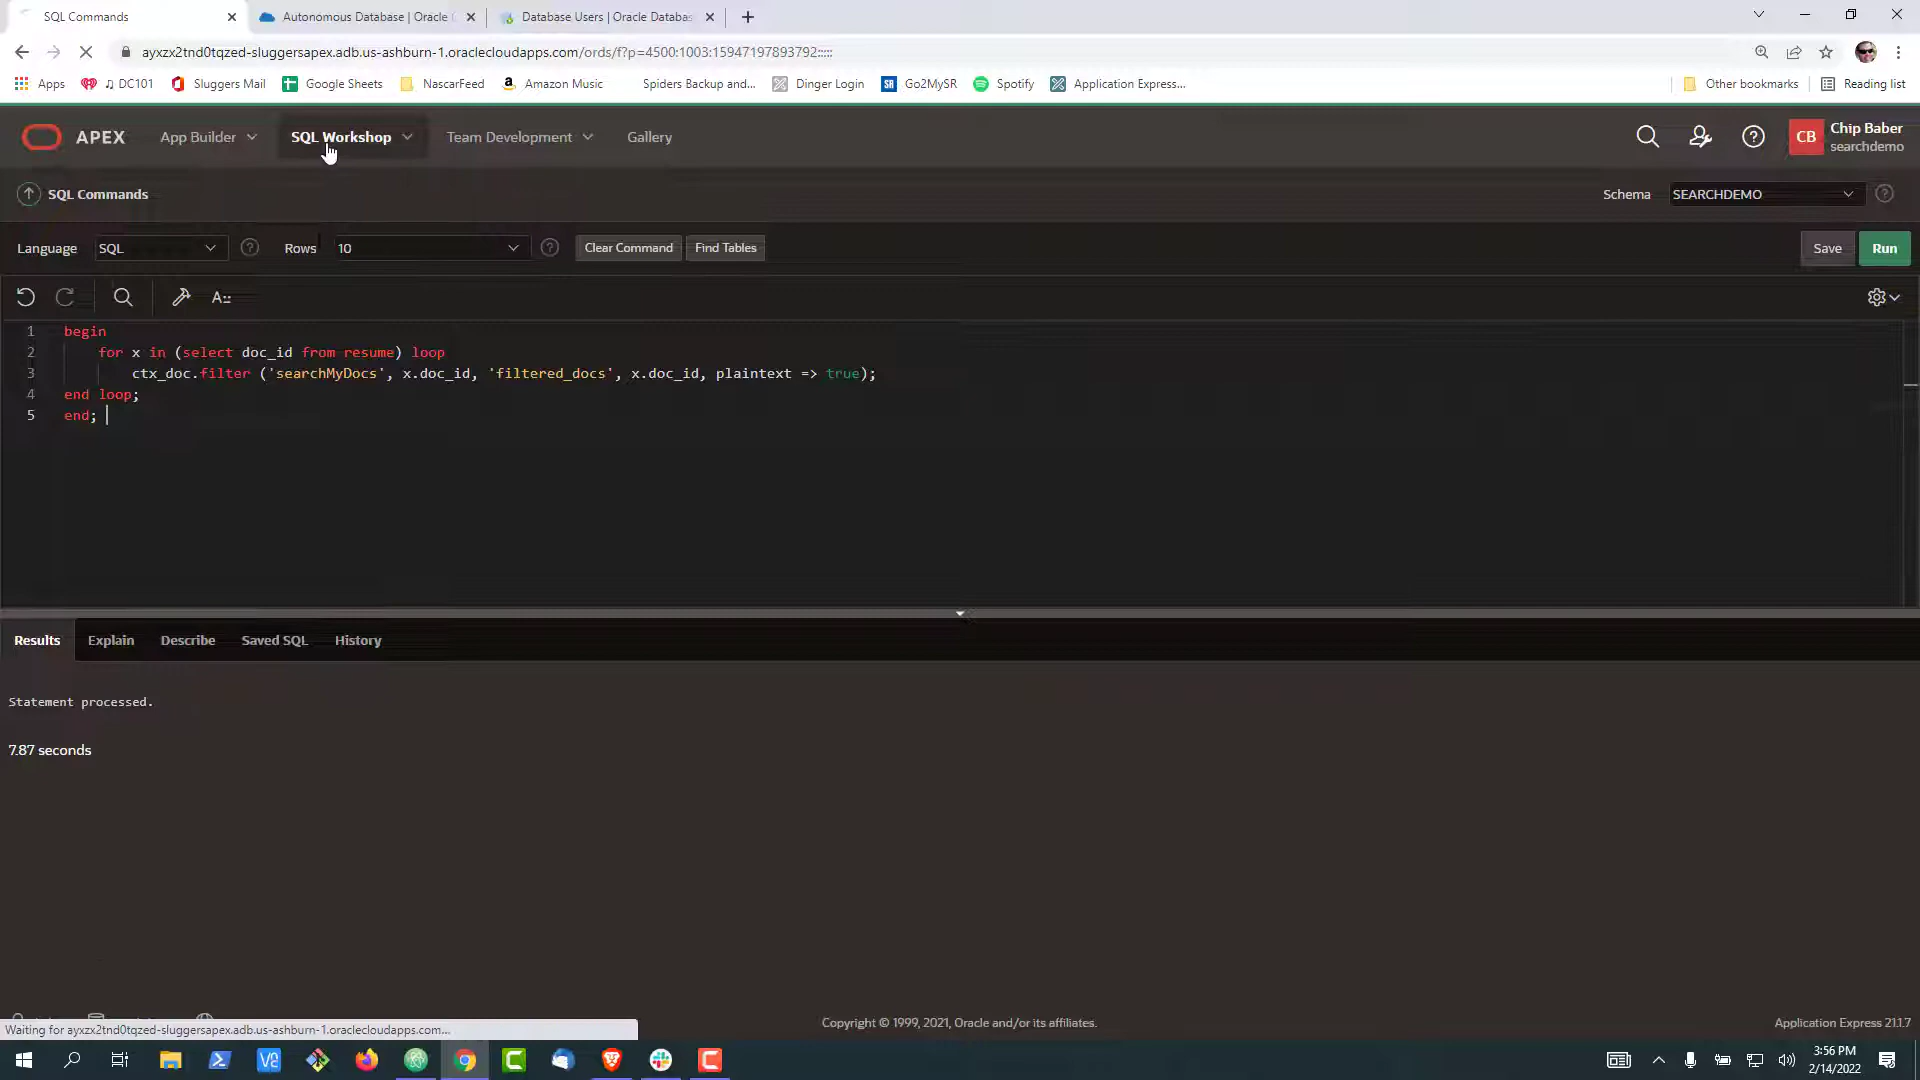 SQL Commands
Autonomous Database | Oracle
Database Users | Oracle Databas
ayxzx2tnd0tqzed-sluggersapex.adb.us-ashburn-1.oraclecloudapps.com/ords/f?p=4500:1003:15947197893792:::::
Apps
DC101
Sluggers Mail
Google Sheets
NascarFeed
Amazon Music
Spiders Backup and...
Dinger Login
SR
Go2MySR
Spotify
Application Express...
Other bookmarks
Reading list
APEX
App Builder
SQL Workshop
Team Development
Gallery
CB
Chip Baber
searchdemo
SQL Commands
Schema
SEARCHDEMO
Language
SQL
Rows
10
Clear Command
Find Tables
Save
Run
A::
1 begin
2 for x in (select doc_id from resume) loop
3 ctx_doc.filter ('searchMyDocs', x.doc_id, 'filtered_docs', x.doc_id, plaintext => true);
4 end loop;
5 end;
Results
Explain
Describe
Saved SQL
History
Statement processed.
7.87 seconds
Waiting for ayxzx2tnd0tqzed-sluggersapex.adb.us-ashburn-1.oraclecloudapps.com...
Copyright © 1999, 2021, Oracle and/or its affiliates.
Application Express 21.1.7
3:56 PM
2/14/2022